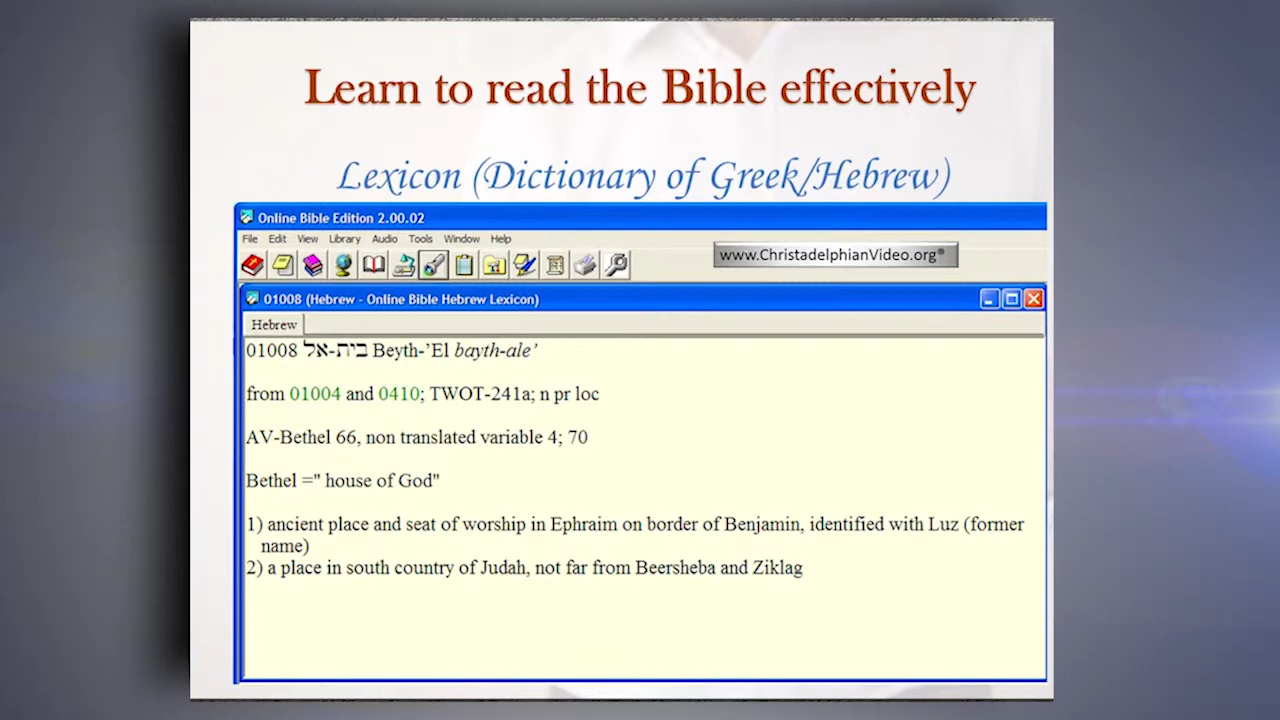 Learn to read the Bible effectively
Lexicon (Dictionary of Greek/Hebrew)
Online Bible Edition 2.00.02
File Edit View Library Audio Tools Window Help
www.ChristadelphianVideo.org®
01008 (Hebrew - Online Bible Hebrew Lexicon)
Hebrew
01008 בית-אל Beyth-’El bayth-ale’
from 01004 and 0410; TWOT-241a; n pr loc
AV-Bethel 66, non translated variable 4; 70
Bethel =" house of God"
1) ancient place and seat of worship in Ephraim on border of Benjamin, identified with Luz (former
name)
2) a place in south country of Judah, not far from Beersheba and Ziklag